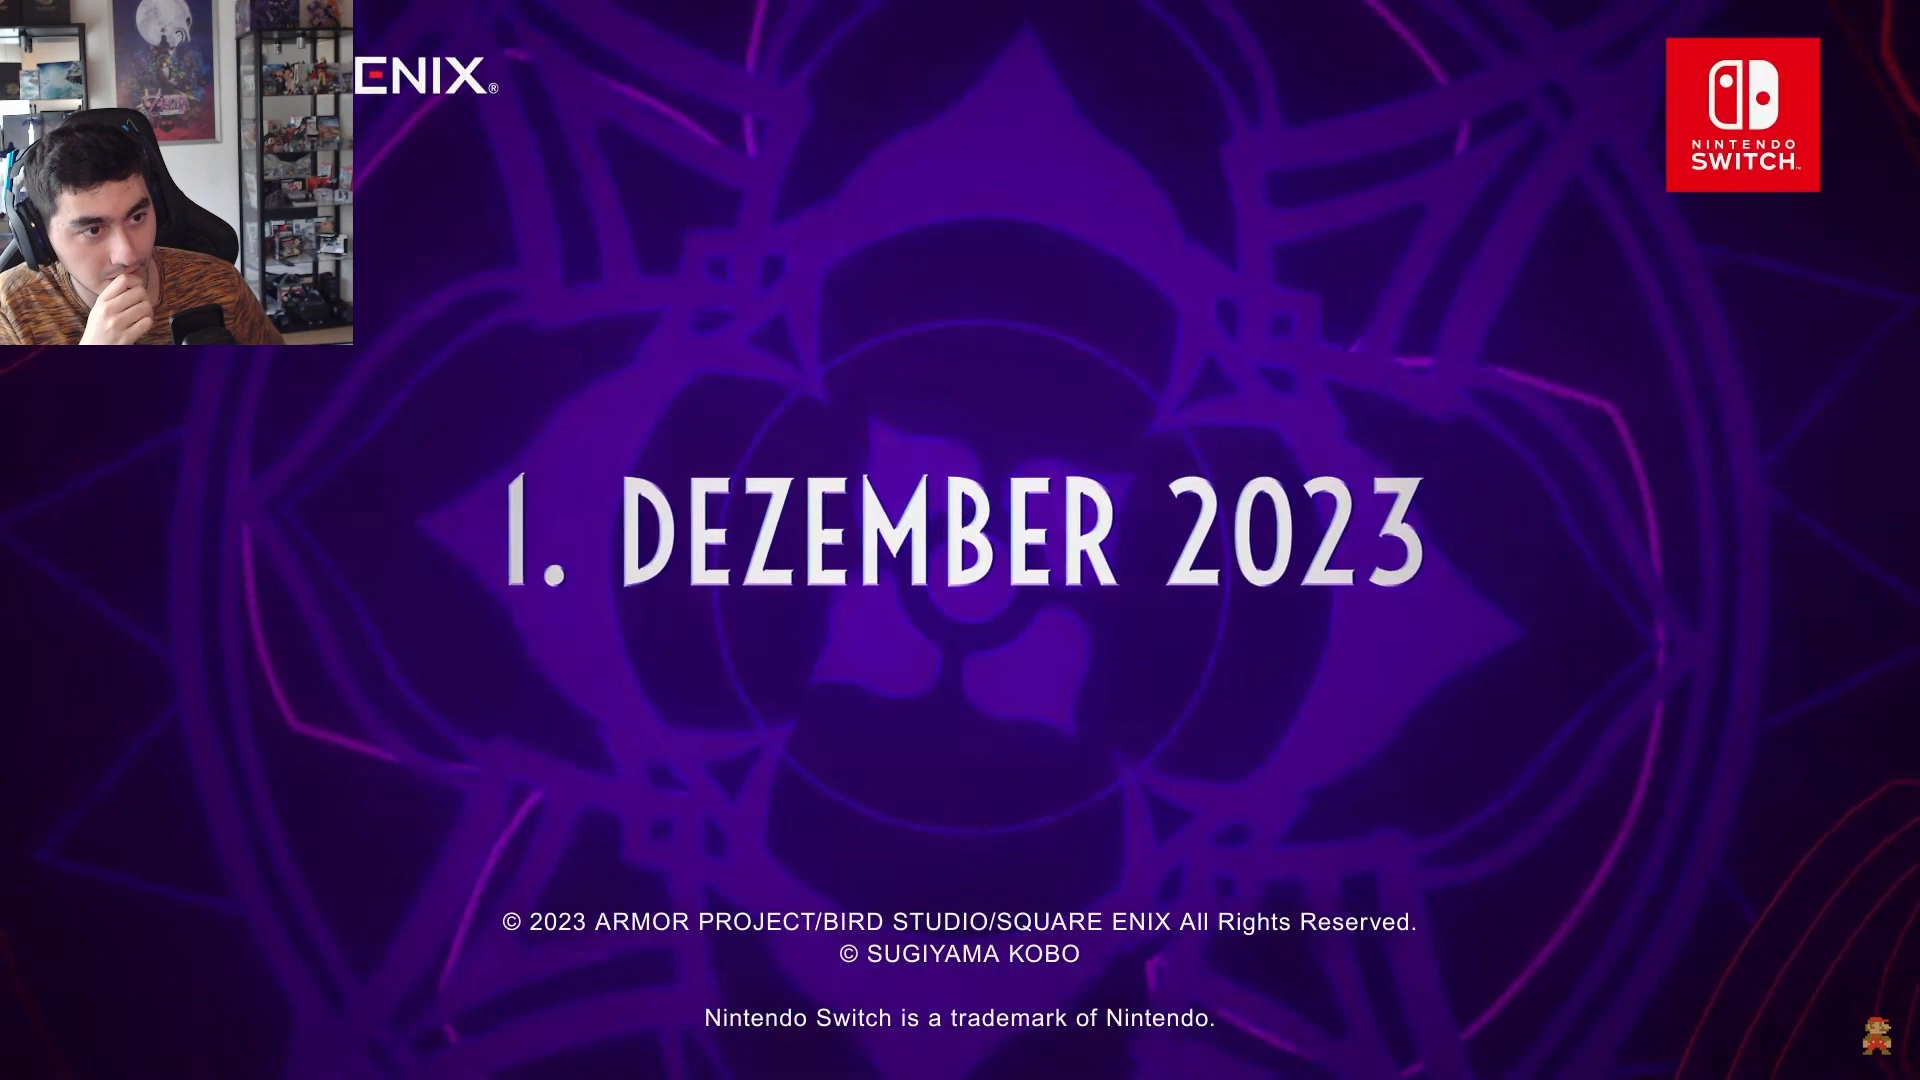 ENIX®
NINTENDO
SWITCH™
1. DEZEMBER 2023
© 2023 ARMOR PROJECT/BIRD STUDIO/SQUARE ENIX All Rights Reserved.
© SUGIYAMA KOBO
Nintendo Switch is a trademark of Nintendo.